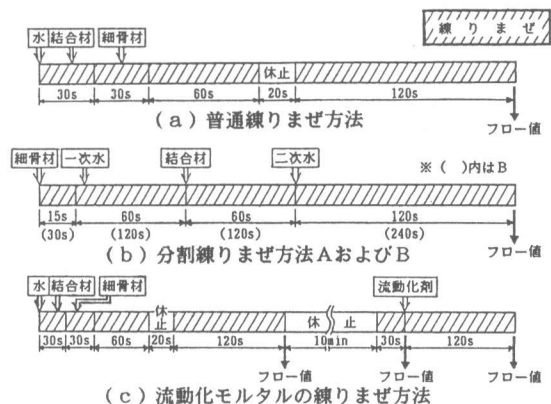 練りまぜ
水 結合材 細骨材
休止
30s 30s 60s 20s 120s
フロー値
(a)普通練りまぜ方法
細骨材 一次水 結合材 二次水
※( )内はB
15s 60s 60s 120s
(30s) (120s) (120s) (240s)
フロー値
(b)分割練りまぜ方法AおよびB
水 結合材 細骨材 流動化剤
休止 休止
30s 30s 60s 20s 120s 10min 30s 120s
フロー値 フロー値 フロー値
(c)流動化モルタルの練りまぜ方法